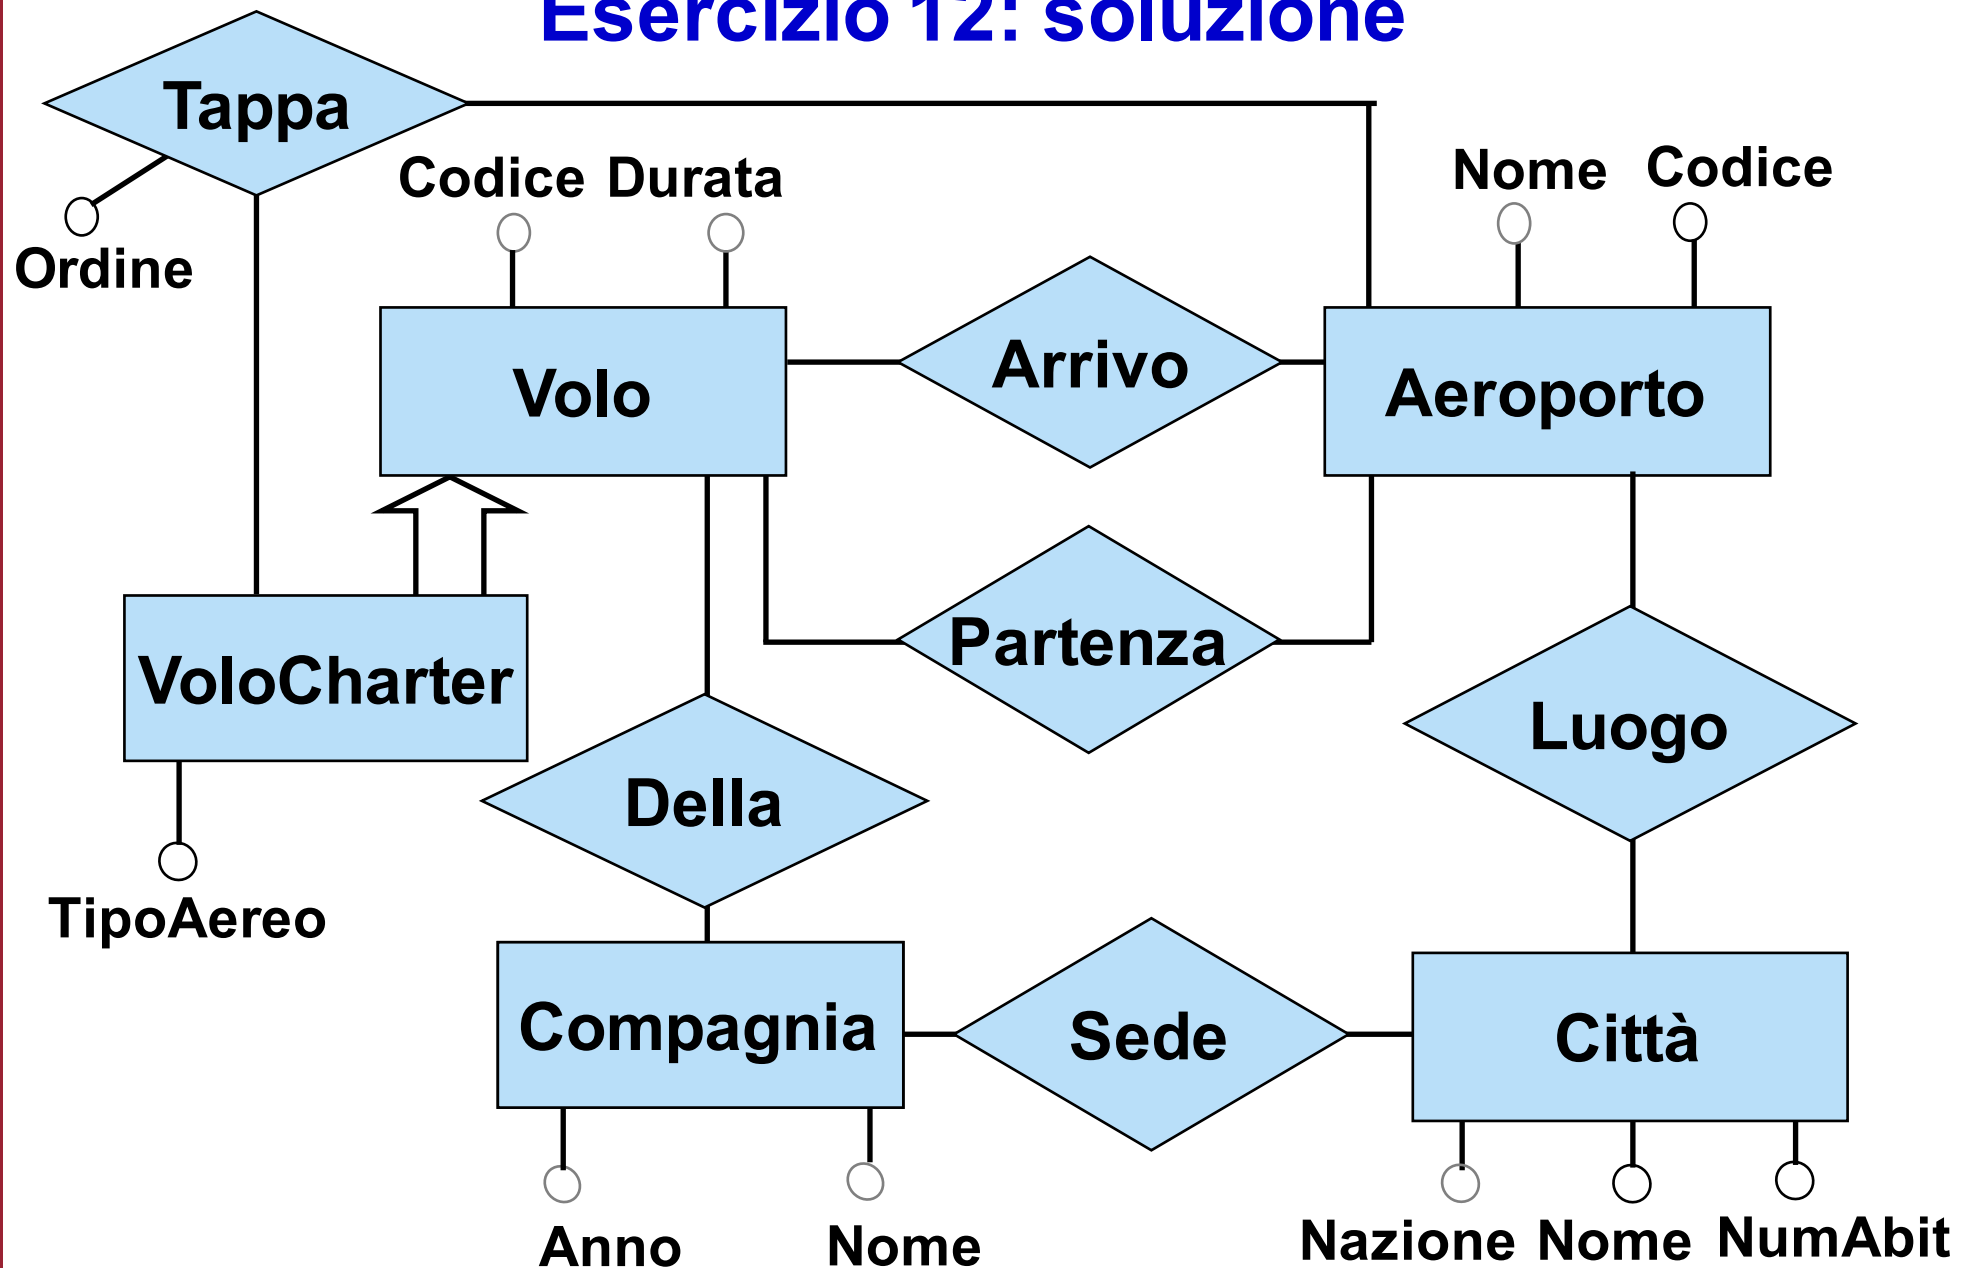 Esercizio 12: soluzione
Tappa
Codice Durata
Nome Codice
Ordine
Volo
Arrivo
Aeroporto
Partenza
VoloCharter
Luogo
Della
TipoAereo
Compagnia
Sede
Città
Anno
Nome
Nazione Nome NumAbit